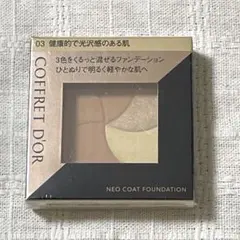 03 健康的で光沢感のある肌
3色をくるっと混ぜるファンデーション
ひとぬりで明るく軽やかな肌へ
COFFRET D'OR
NEO COAT FOUNDATION